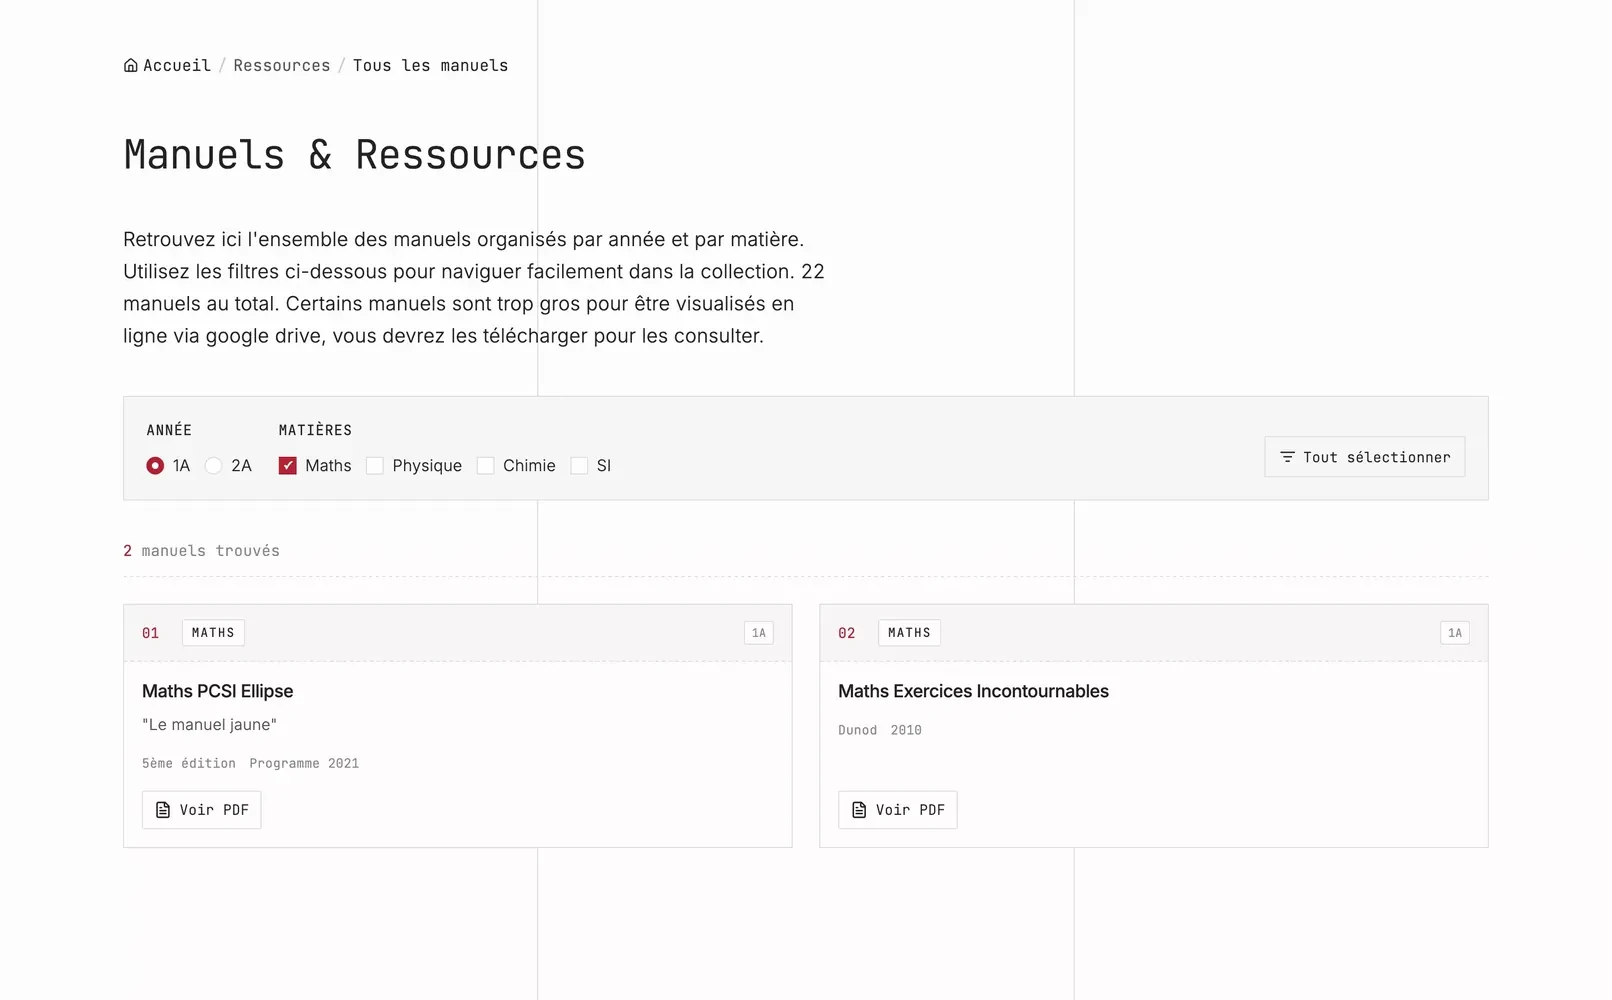 Accueil / Ressources / Tous les manuels
Manuels & Ressources
Retrouvez ici l'ensemble des manuels organisés par année et par matière.
Utilisez les filtres ci-dessous pour naviguer facilement dans la collection. 22
manuels au total. Certains manuels sont trop gros pour être visualisés en
ligne via google drive, vous devrez les télécharger pour les consulter.
ANNÉE MATIÈRES
1A 2A Maths Physique Chimie SI
Tout sélectionner
2 manuels trouvés
01 MATHS 1A
Maths PCSI Ellipse
"Le manuel jaune"
5ème édition Programme 2021
Voir PDF
02 MATHS 1A
Maths Exercices Incontournables
Dunod 2010
Voir PDF